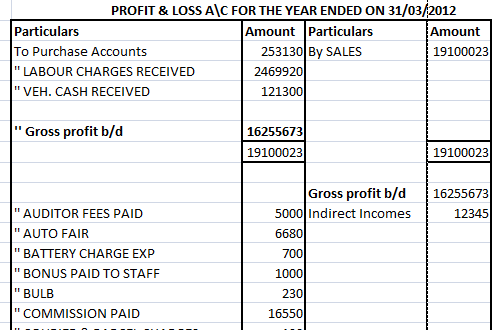 PROFIT & LOSS A\C FOR THE YEAR ENDED ON 31/03/2012
Particulars Amount Particulars Amount
To Purchase Accounts 253130 By SALES 19100023
" LABOUR CHARGES RECEIVED 2469920
" VEH. CASH RECEIVED 121300
" Gross profit b/d 16255673
19100023 19100023
Gross profit b/d 16255673
" AUDITOR FEES PAID 5000 Indirect Incomes 12345
" AUTO FAIR 6680
" BATTERY CHARGE EXP 700
" BONUS PAID TO STAFF 1000
" BULB 230
" COMMISSION PAID 16550